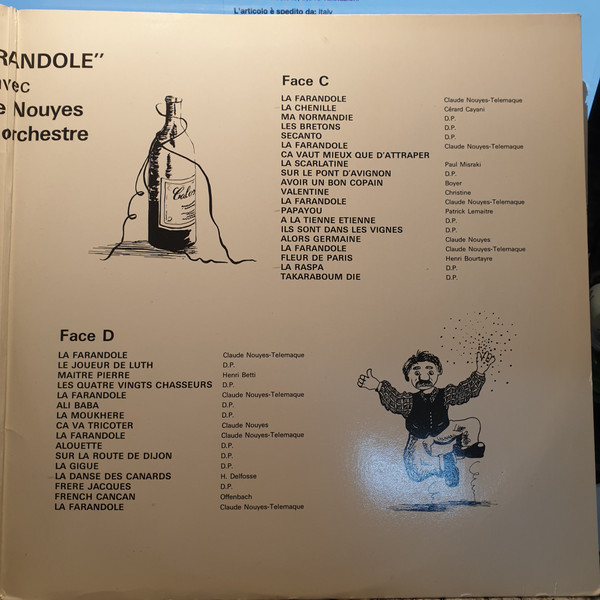 L'articolo è spedito da: Italy
RANDOLE"
avec
e Nouyes
orchestre
Face C
LA FARANDOLE Claude Nouyes-Telemaque
LA CHENILLE Gérard Cayani
MA NORMANDIE D.P.
LES BRETONS D.P.
SECANTO D.P.
LA FARANDOLE Claude Nouyes-Telemaque
CA VAUT MIEUX QUE D'ATTRAPER
LA SCARLATINE Paul Misraki
SUR LE PONT D'AVIGNON D.P.
AVOIR UN BON COPAIN Boyer
VALENTINE Christine
LA FARANDOLE Claude Nouyes-Telemaque
PAPAYOU Patrick Lemaitre
A LA TIENNE ETIENNE D.P.
ILS SONT DANS LES VIGNES D.P.
ALORS GERMAINE Claude Nouyes
LA FARANDOLE Claude Nouyes-Telemaque
FLEUR DE PARIS Henri Bourtayre
LA RASPA D.P.
TAKARABOUM DIE D.P.
Face D
LA FARANDOLE Claude Nouyes-Telemaque
LE JOUEUR DE LUTH D.P.
MAITRE PIERRE Henri Betti
LES QUATRE VINGTS CHASSEURS D.P.
LA FARANDOLE Claude Nouyes-Telemaque
ALI BABA D.P.
LA MOUKHERE D.P.
CA VA TRICOTER Claude Nouyes
LA FARANDOLE Claude Nouyes-Telemaque
ALOUETTE D.P.
SUR LA ROUTE DE DIJON D.P.
LA GIGUE D.P.
LA DANSE DES CANARDS H. Delfosse
FRERE JACQUES D.P.
FRENCH CANCAN Offenbach
LA FARANDOLE Claude Nouyes-Telemaque